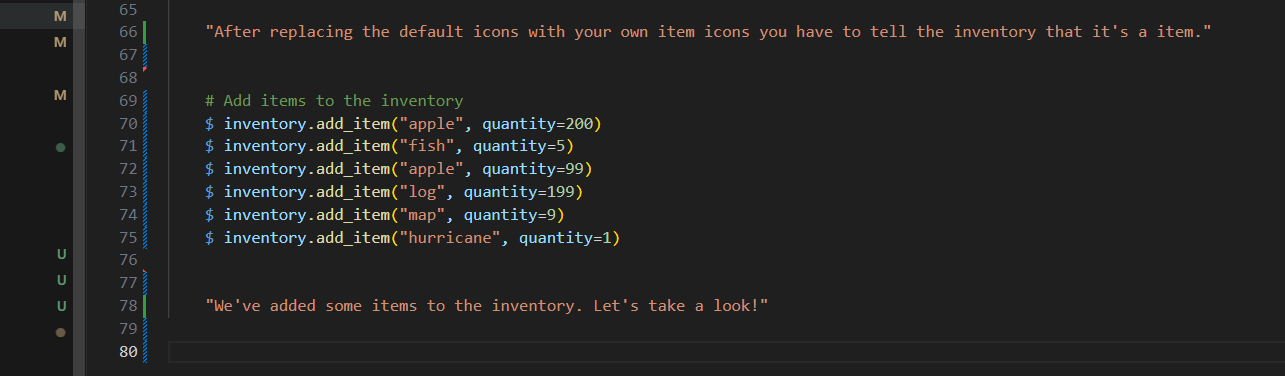 65
M
66 "After replacing the default icons with your own item icons you have to tell the inventory that it's a item."
M
67
68
M
69 # Add items to the inventory
70 $ inventory.add_item("apple", quantity=200)
71 $ inventory.add_item("fish", quantity=5)
72 $ inventory.add_item("apple", quantity=99)
73 $ inventory.add_item("log", quantity=199)
74 $ inventory.add_item("map", quantity=9)
75 $ inventory.add_item("hurricane", quantity=1)
U
76
U
77
U
78 "We've added some items to the inventory. Let's take a look!"
79
80